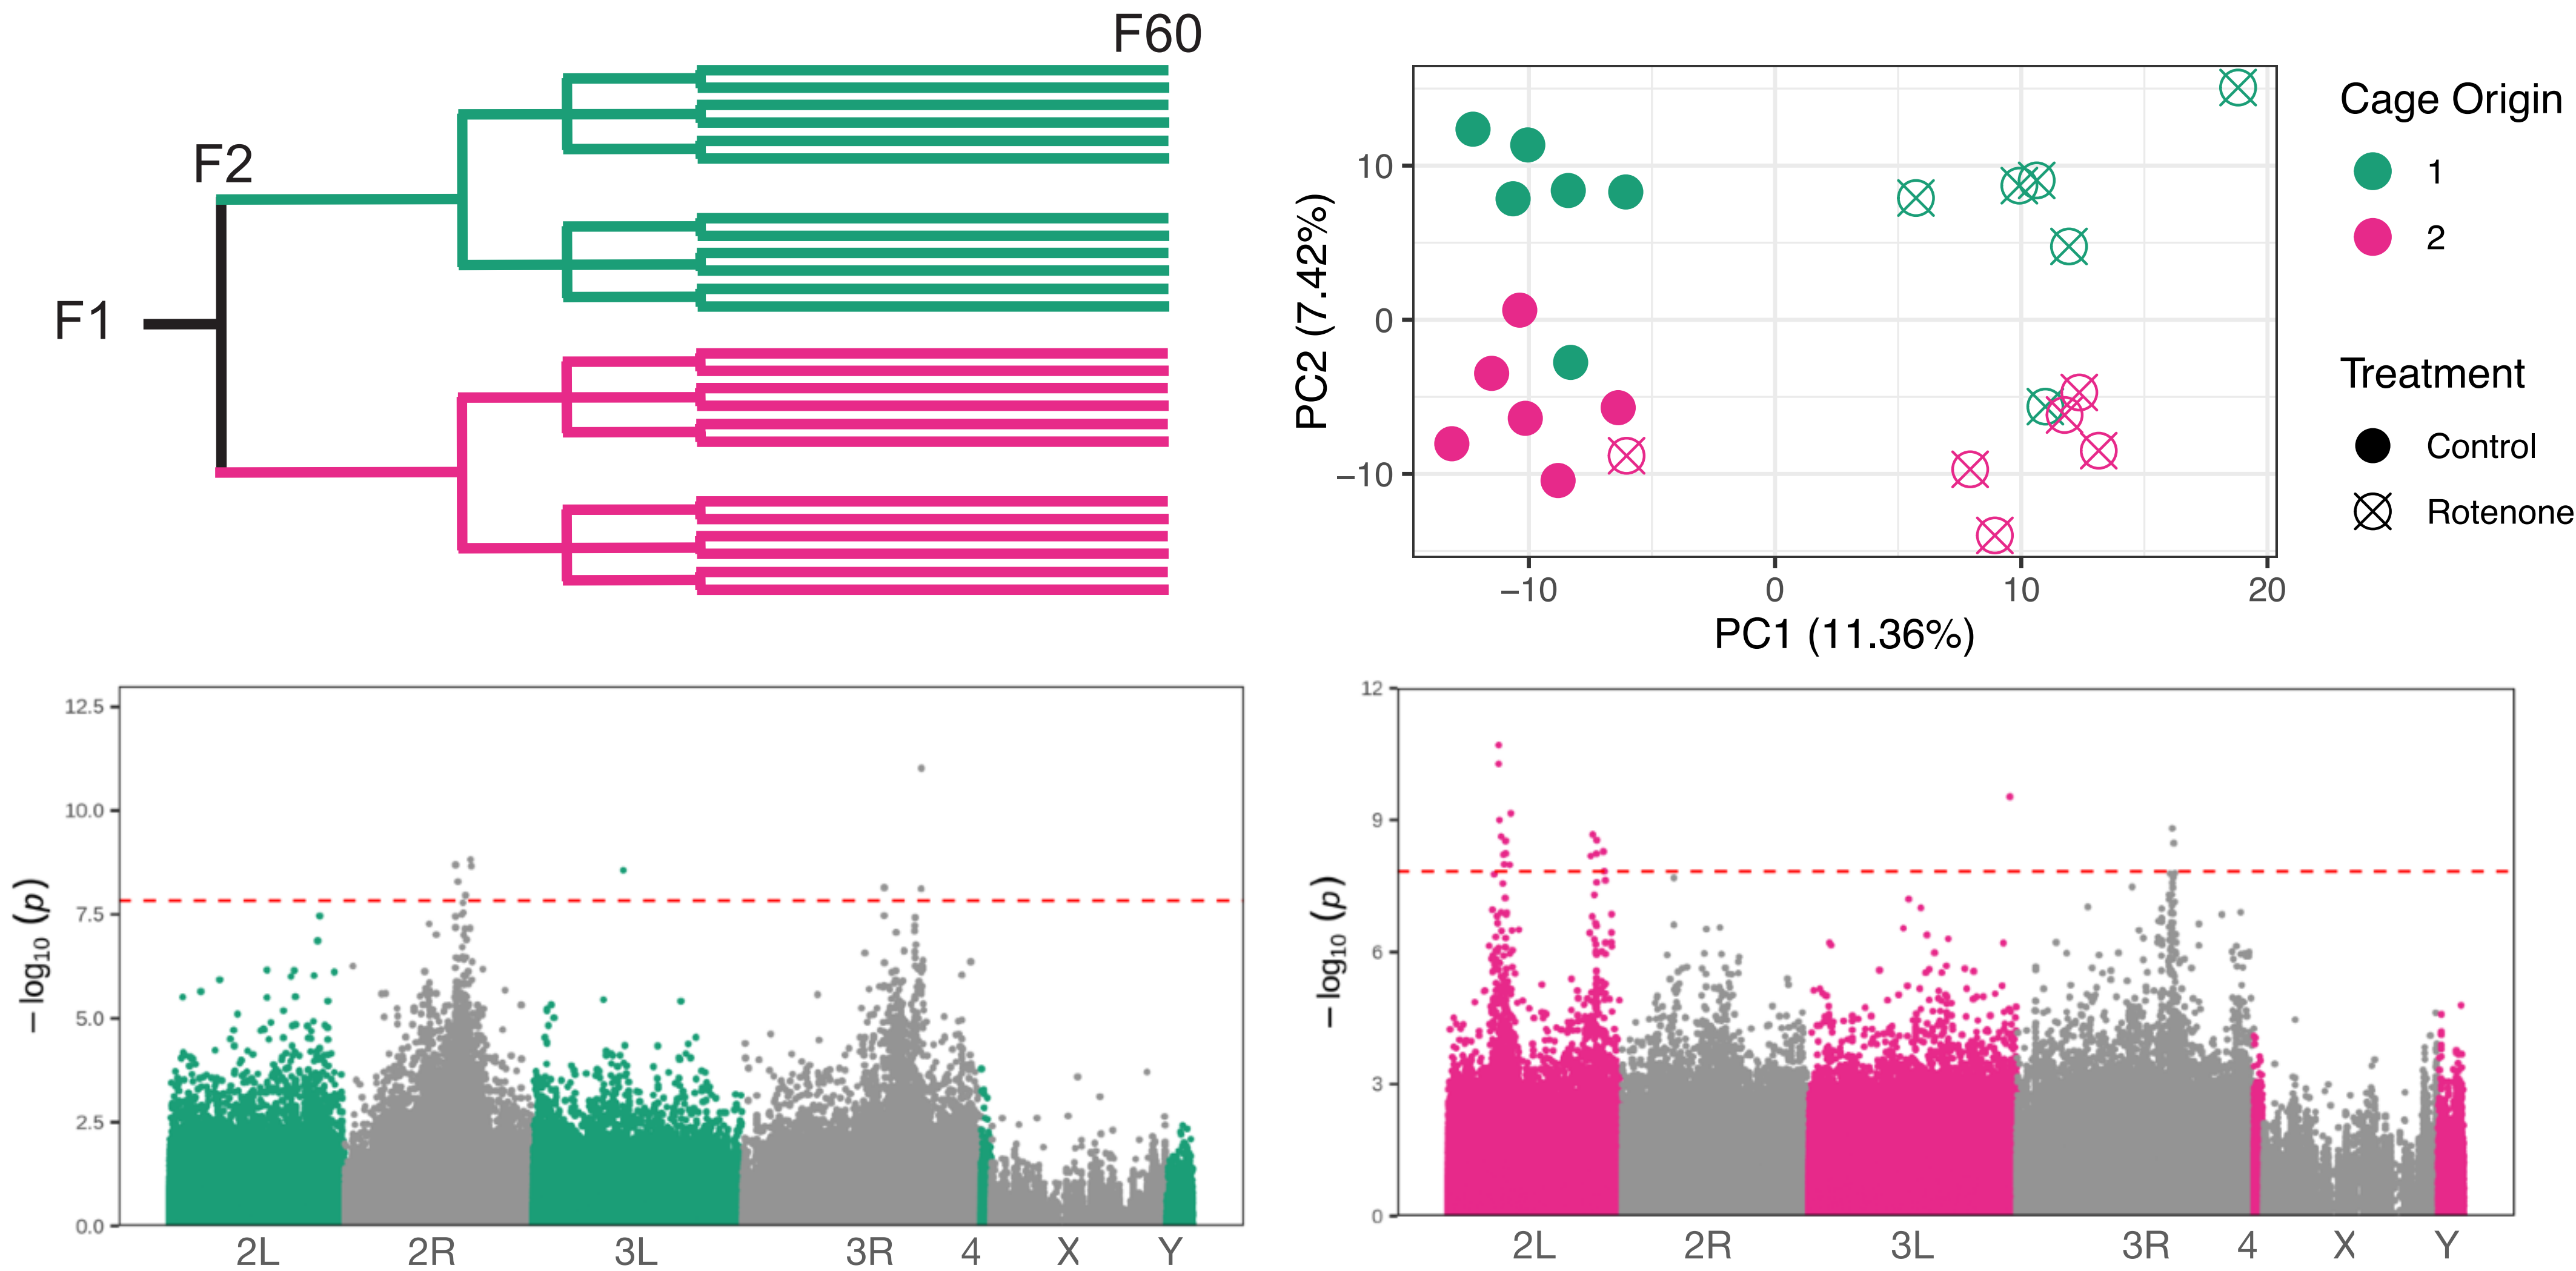 F60
F2
F1
PC2 (7.42%)
10
0
−10
−10 0 10 20
PC1 (11.36%)
Cage Origin
1
2
Treatment
Control
Rotenone
− log10 (p)
12.5
10.0
7.5
5.0
2.5
0.0
2L 2R 3L 3R 4 X Y
− log10 (p)
12
9
6
3
0
2L 2R 3L 3R 4 X Y